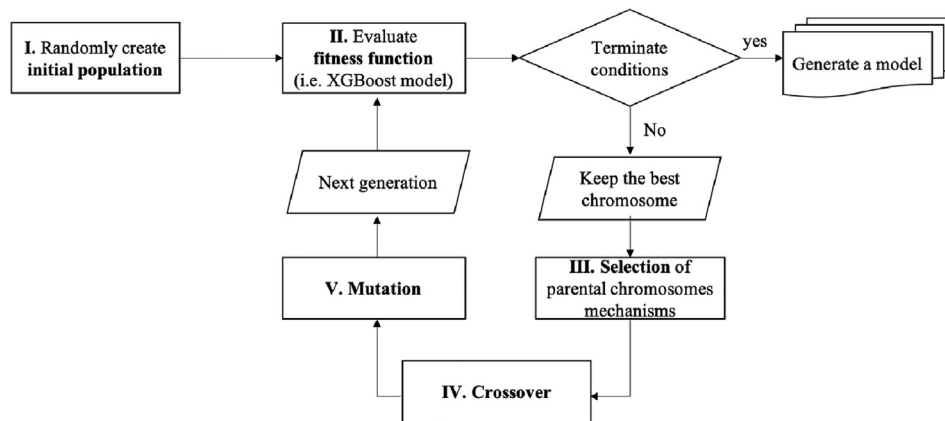 I. Randomly create
initial population
II. Evaluate
fitness function
(i.e. XGBoost model)
Terminate
conditions
yes
Generate a model
No
Next generation
Keep the best
chromosome
V. Mutation
III. Selection of
parental chromosomes
mechanisms
IV. Crossover